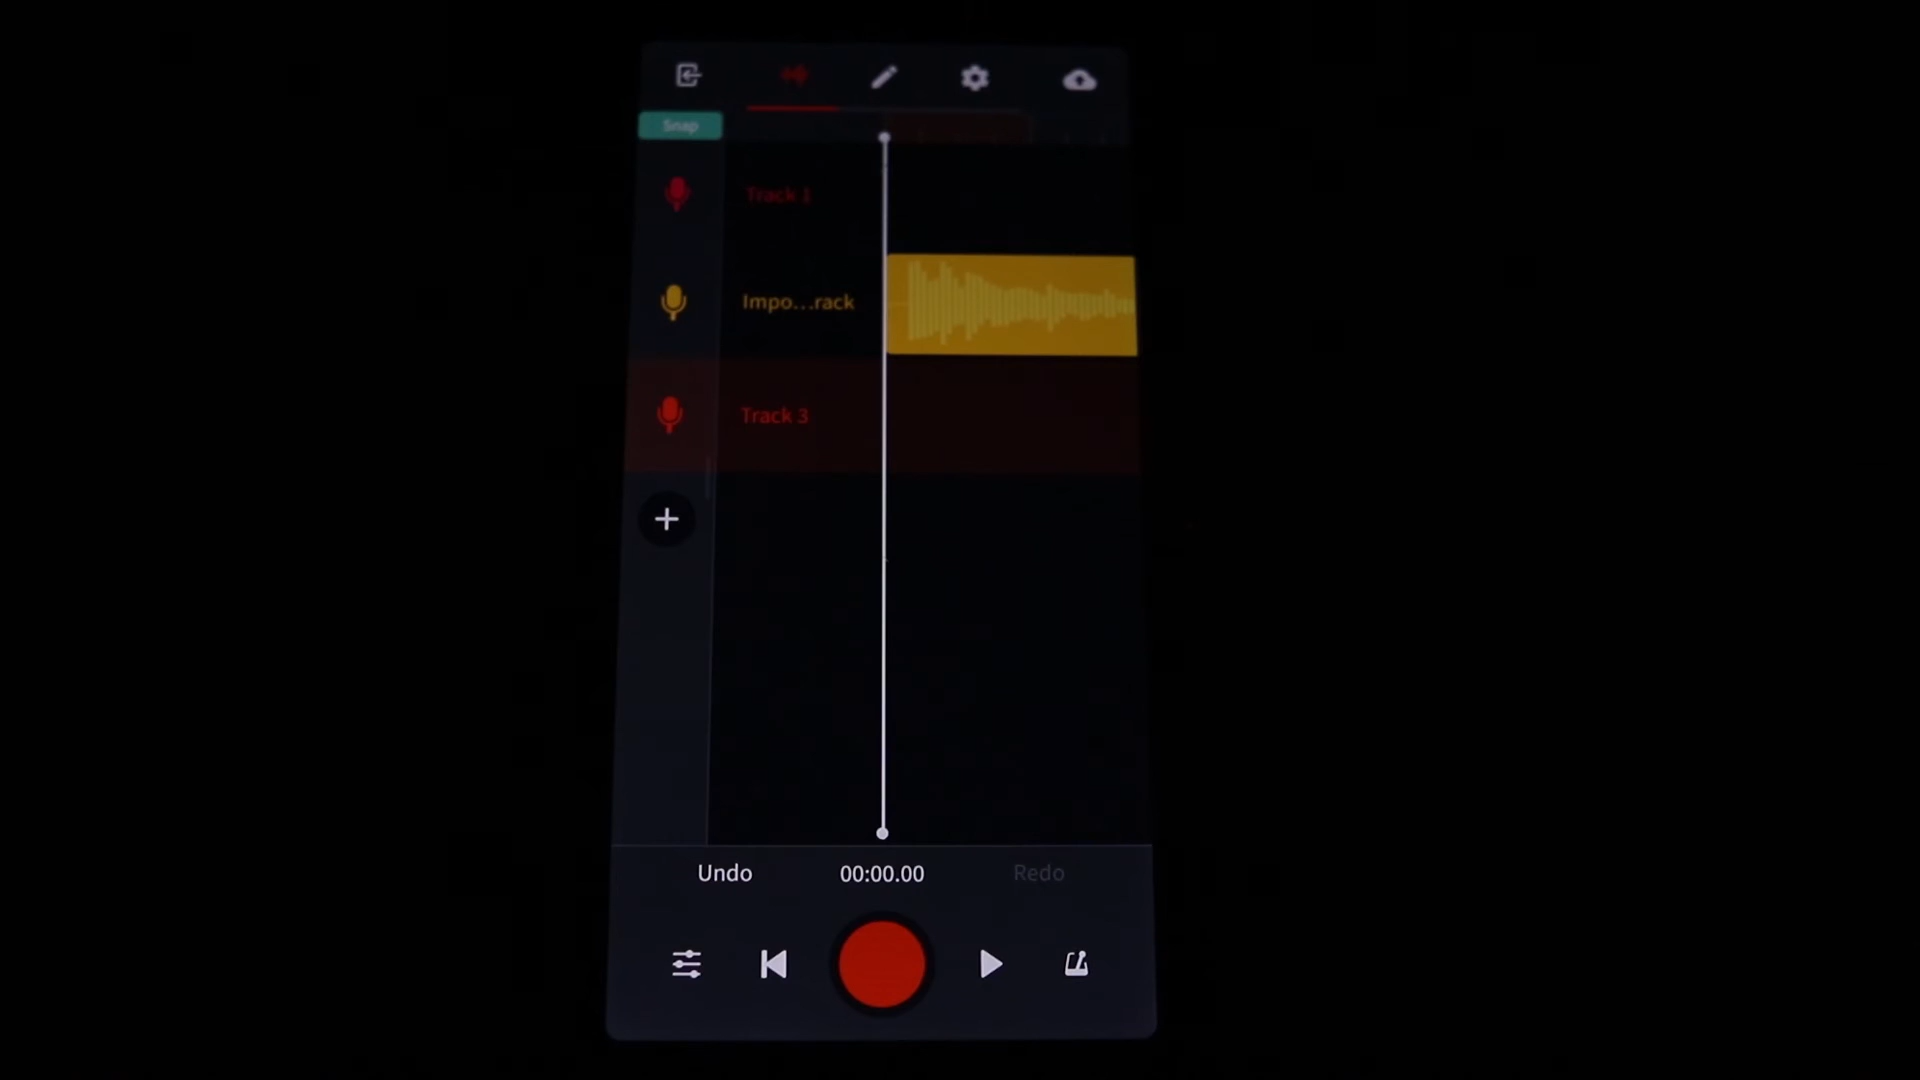 Snap
Track 1
Impo...rack
Track 3
Undo
00:00.00
Redo